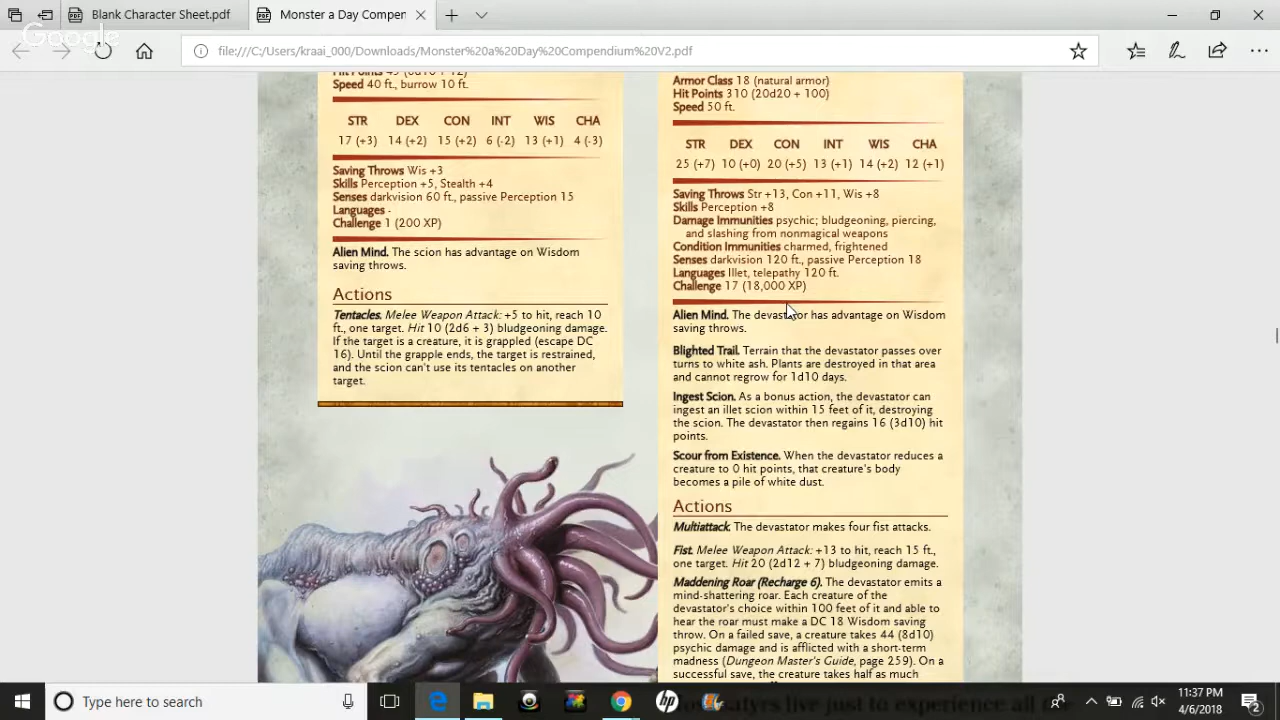 Blank Character Sheet.pdf
Monster a Day Compen
Google
file:///C:/Users/kraai_000/Downloads/Monster%20a%20Day%20Compendium%20V2.pdf
Speed 40 ft., burrow 10 ft.
STR DEX CON INT WIS CHA
17 (+3) 14 (+2) 15 (+2) 6 (-2) 13 (+1) 4 (-3)
Saving Throws Wis +3
Skills Perception +5, Stealth +4
Senses darkvision 60 ft., passive Perception 15
Languages -
Challenge 1 (200 XP)
Alien Mind. The scion has advantage on Wisdom
saving throws.
Actions
Tentacles. Melee Weapon Attack: +5 to hit, reach 10
ft., one target. Hit 10 (2d6 + 3) bludgeoning damage.
If the target is a creature, it is grappled (escape DC
16). Until the grapple ends, the target is restrained,
and the scion can't use its tentacles on another
target.
Armor Class 18 (natural armor)
Hit Points 310 (20d20 + 100)
Speed 50 ft.
STR DEX CON INT WIS CHA
25 (+7) 10 (+0) 20 (+5) 13 (+1) 14 (+2) 12 (+1)
Saving Throws Str +13, Con +11, Wis +8
Skills Perception +8
Damage Immunities psychic; bludgeoning, piercing,
and slashing from nonmagical weapons
Condition Immunities charmed, frightened
Senses darkvision 120 ft., passive Perception 18
Languages Illet, telepathy 120 ft.
Challenge 17 (18,000 XP)
Alien Mind. The devastator has advantage on Wisdom
saving throws.
Blighted Trail. Terrain that the devastator passes over
turns to white ash. Plants are destroyed in that area
and cannot regrow for 1d10 days.
Ingest Scion. As a bonus action, the devastator can
ingest an illet scion within 15 feet of it, destroying
the scion. The devastator then regains 16 (3d10) hit
points.
Scour from Existence. When the devastator reduces a
creature to 0 hit points, that creature's body
becomes a pile of white dust.
Actions
Multiattack. The devastator makes four fist attacks.
Fist. Melee Weapon Attack: +13 to hit, reach 15 ft.,
one target. Hit 20 (2d12 + 7) bludgeoning damage.
Maddening Roar (Recharge 6). The devastator emits a
mind-shattering roar. Each creature of the
devastator's choice within 100 feet of it and able to
hear the roar must make a DC 18 Wisdom saving
throw. On a failed save, a creature takes 44 (8d10)
psychic damage and is afflicted with a short-term
madness (Dungeon Master's Guide, page 259). On a
successful save, the creature takes half as much
Type here to search
11:37 PM
4/6/2018
2